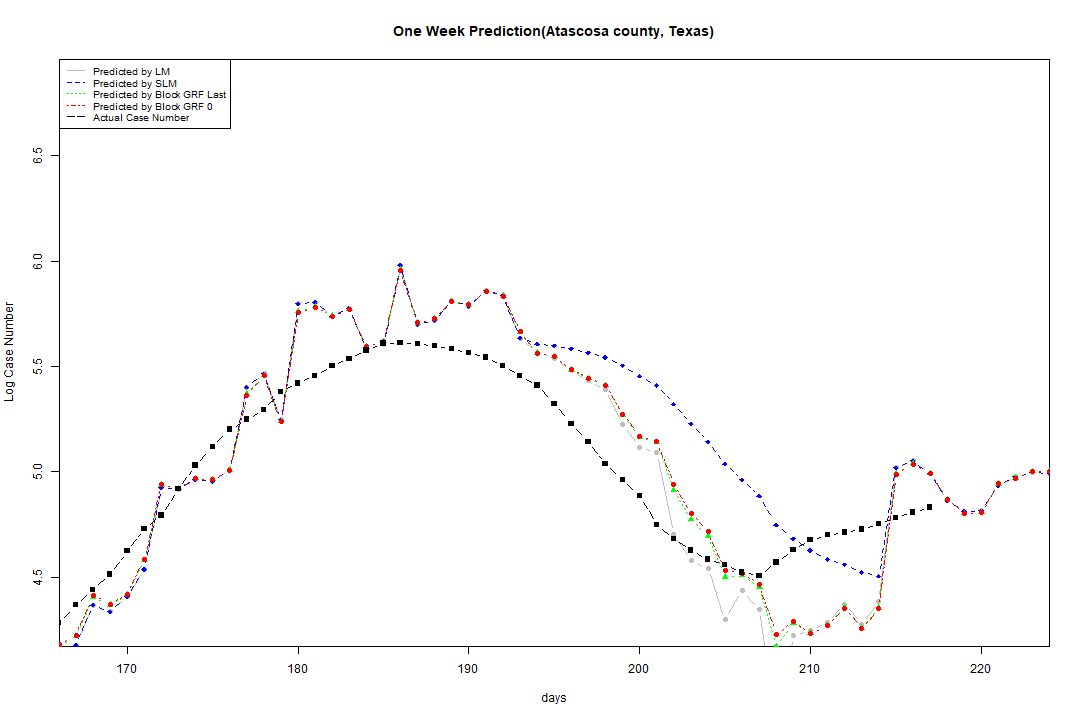 One Week Prediction(Atascosa county, Texas)
Predicted by LM
Predicted by SLM
Predicted by Block GRF Last
Predicted by Block GRF 0
Actual Case Number
6.5
6.0
5.5
5.0
4.5
Log Case Number
170 180 190 200 210 220
days